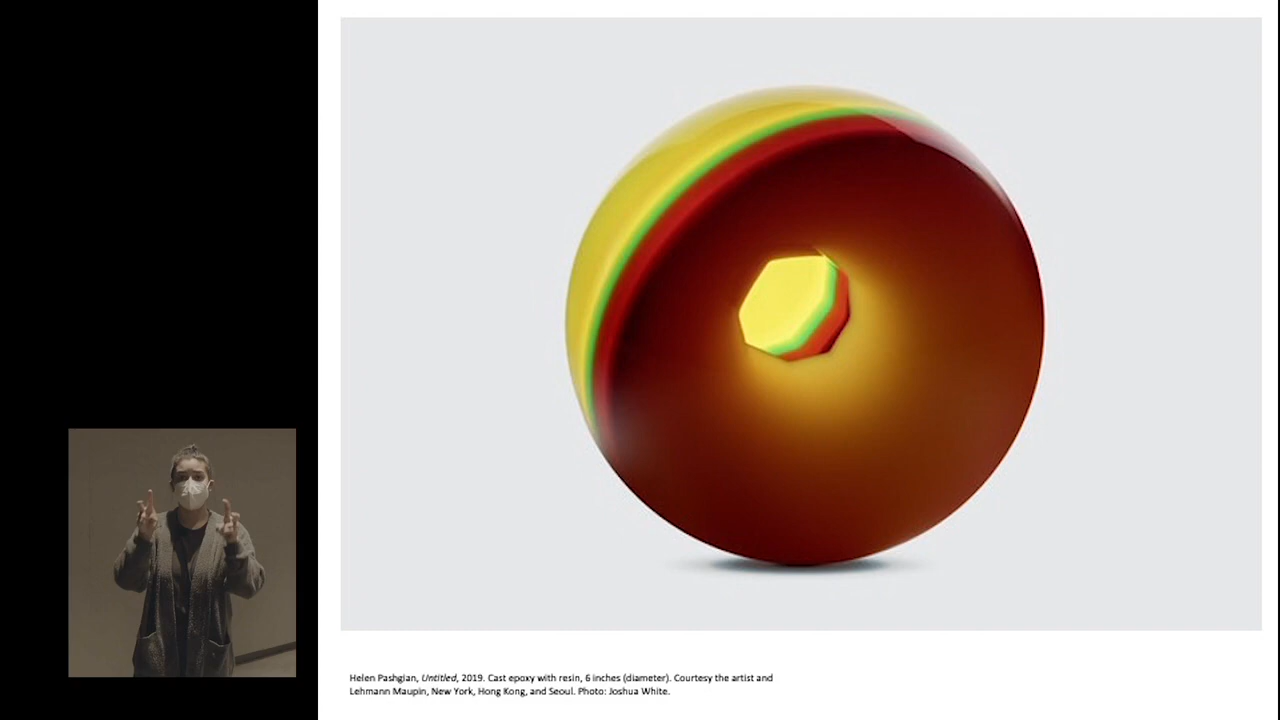 Helen Pashgian, Untitled, 2019. Cast epoxy with resin, 6 inches (diameter). Courtesy the artist and
Lehmann Maupin, New York, Hong Kong, and Seoul. Photo: Joshua White.